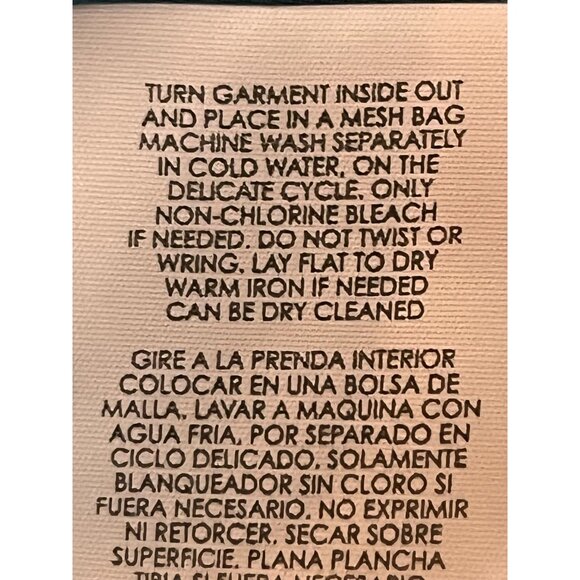 TURN GARMENT INSIDE OUT
AND PLACE IN A MESH BAG
MACHINE WASH SEPARATELY
IN COLD WATER, ON THE
DELICATE CYCLE, ONLY
NON-CHLORINE BLEACH
IF NEEDED. DO NOT TWIST OR
WRING. LAY FLAT TO DRY
WARM IRON IF NEEDED
CAN BE DRY CLEANED
GIRE A LA PRENDA INTERIOR
COLOCAR EN UNA BOLSA DE
MALLA, LAVAR A MAQUINA CON
AGUA FRIA, POR SEPARADO EN
CICLO DELICADO. SOLAMENTE
BLANQUEADOR SIN CLORO SI
FUERA NECESARIO. NO EXPRIMIR
NI RETORCER. SECAR SOBRE
SUPERFICIE. PLANA PLANCHA